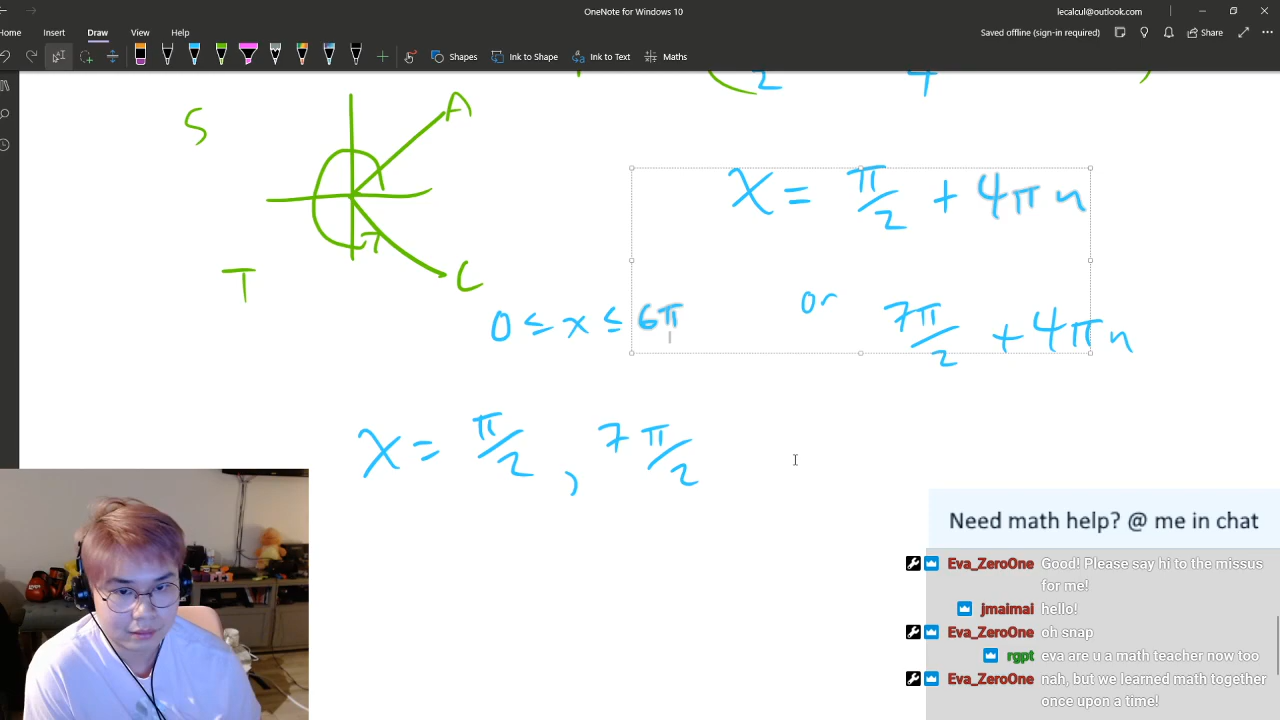 OneNote for Windows 10
lecalcul@outlook.com
Home Insert Draw View Help
Saved offline (sign-in required) Share
Shapes Ink to Shape Ink to Text Maths
2 4
S A
T C
x = π/2 + 4πn
0 ≤ x ≤ 6π or 7π/2 + 4πn
x = π/2 , 7π/2
Need math help? @ me in chat
Eva_ZeroOne Good! Please say hi to the missus
for me!
jmaimai hello!
Eva_ZeroOne oh snap
rgpt eva are u a math teacher now too
Eva_ZeroOne nah, but we learned math together
once upon a time!